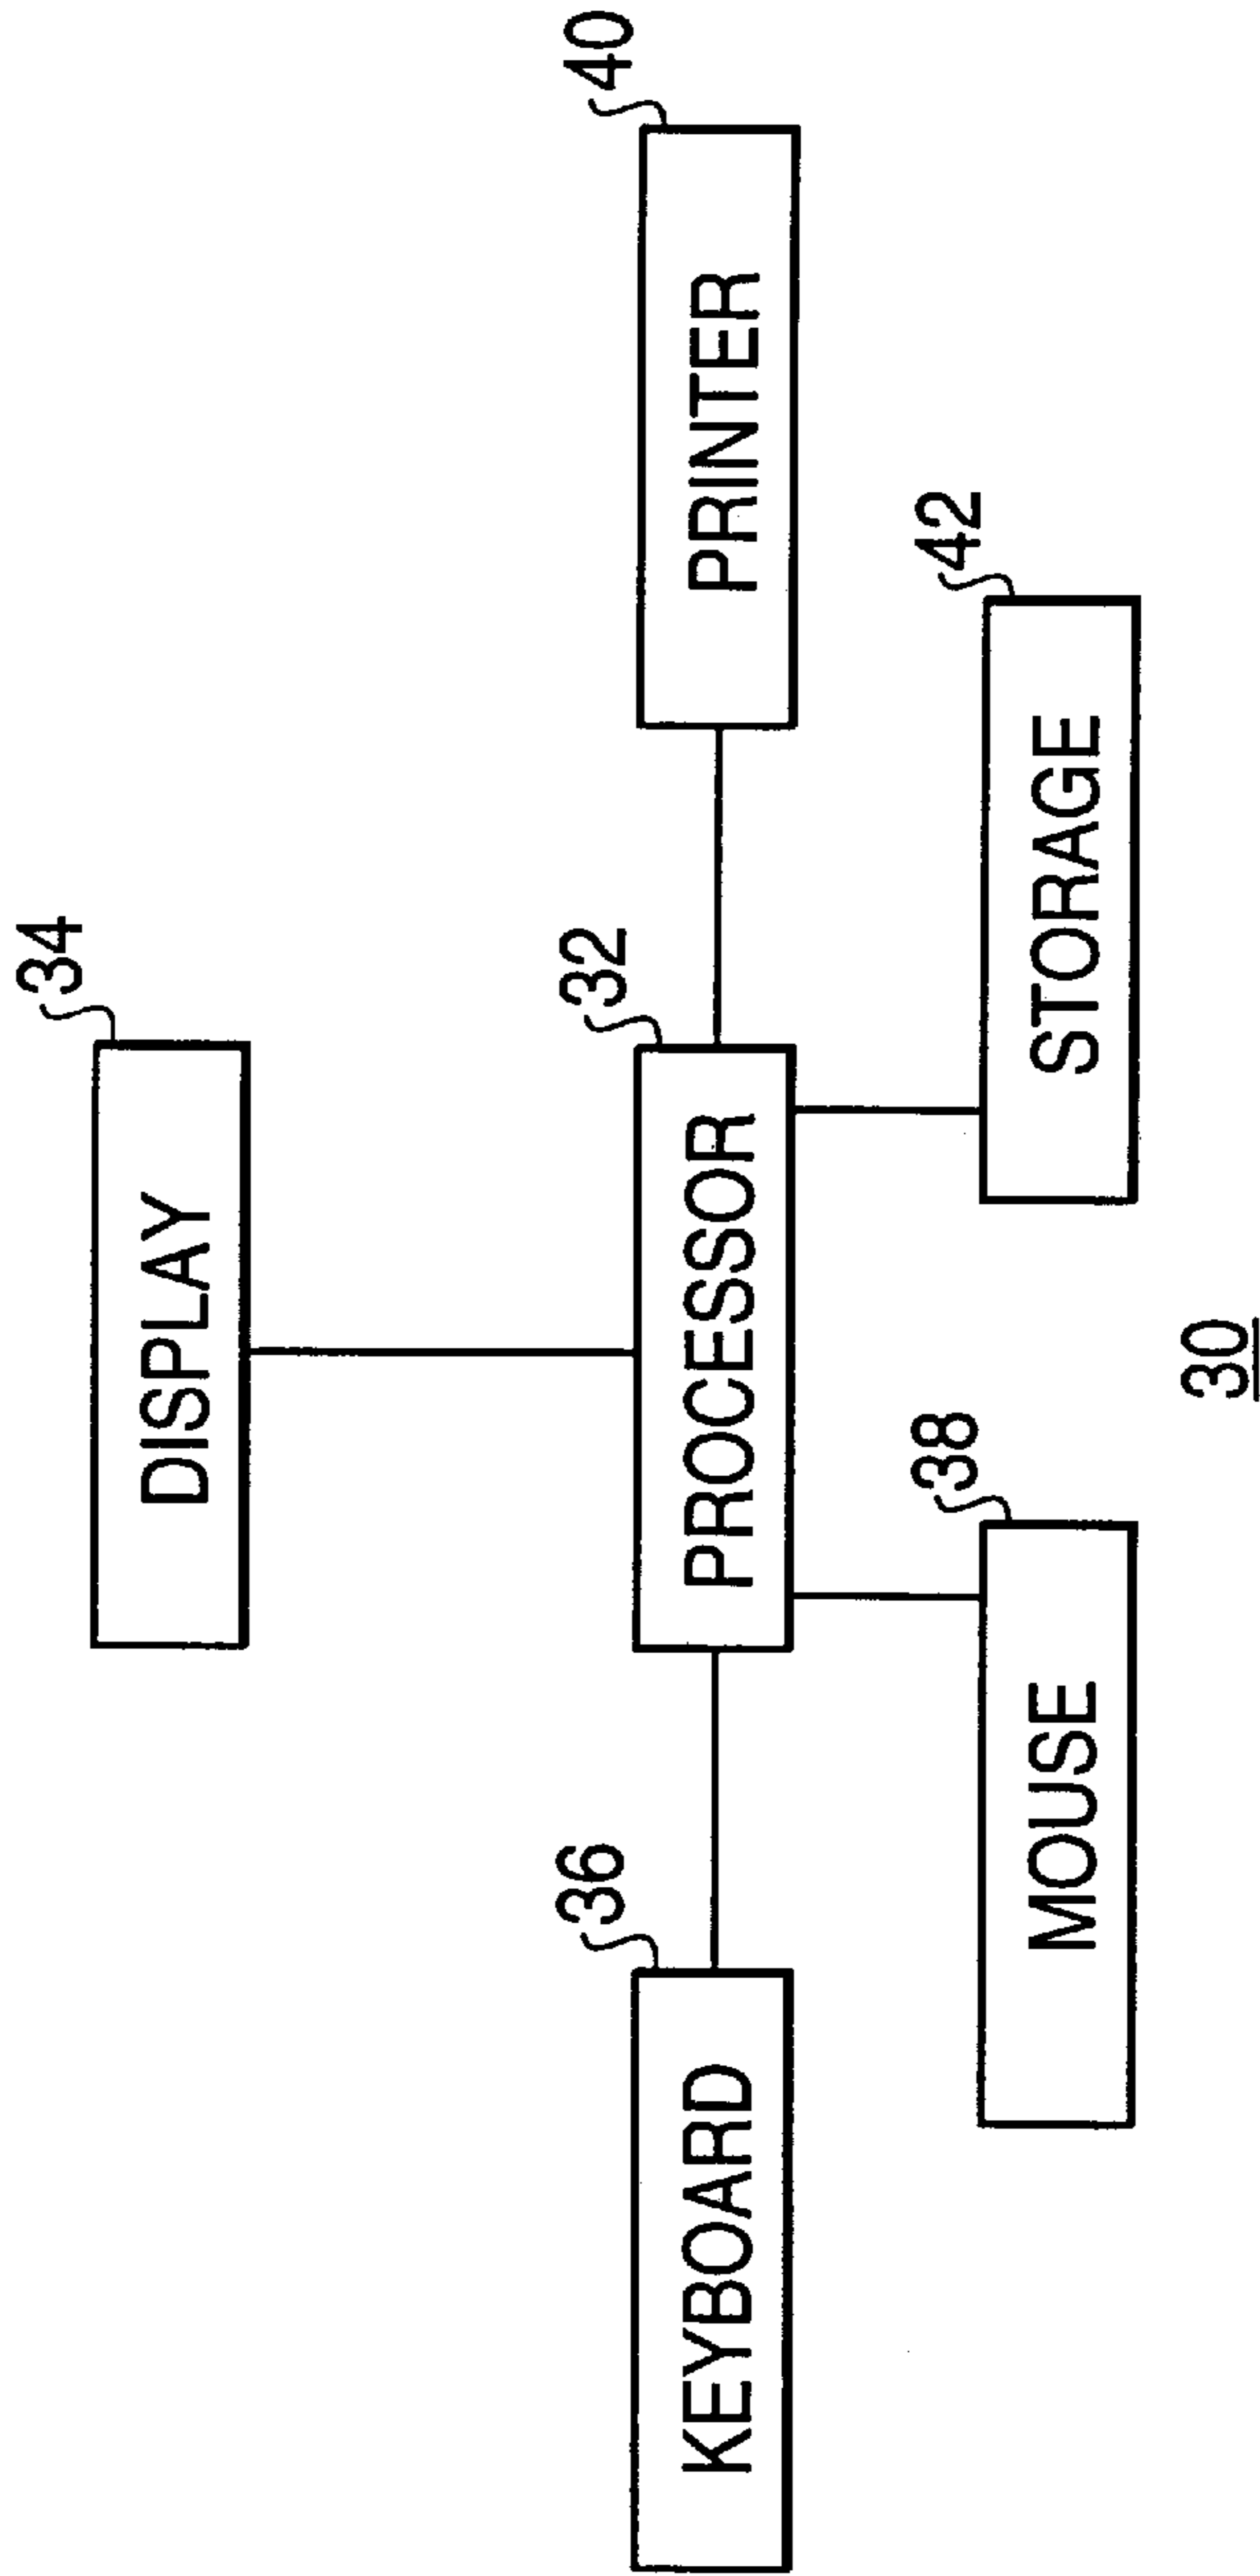 34
DISPLAY
36
32
40
KEYBOARD
PROCESSOR
PRINTER
38
42
MOUSE
STORAGE
30